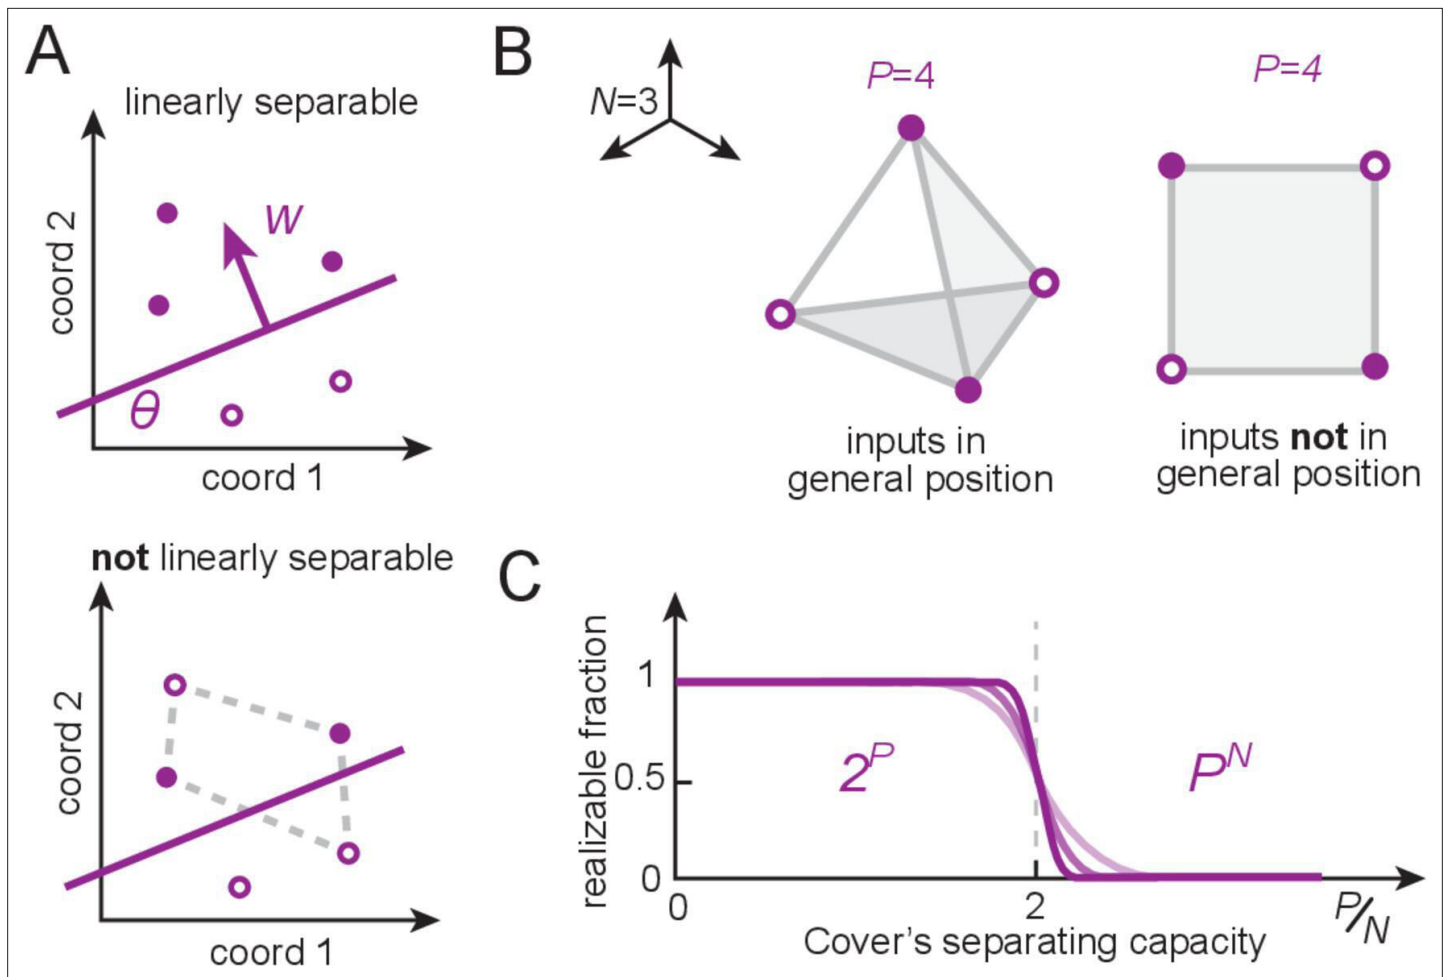 A
linearly separable
coord 2
w
θ
coord 1
not linearly separable
coord 2
coord 1
B
N=3
P=4
P=4
inputs in
general position
inputs not in
general position
C
realizable fraction
1
0.5
0
2^P
P^N
0
2
P/N
Cover's separating capacity